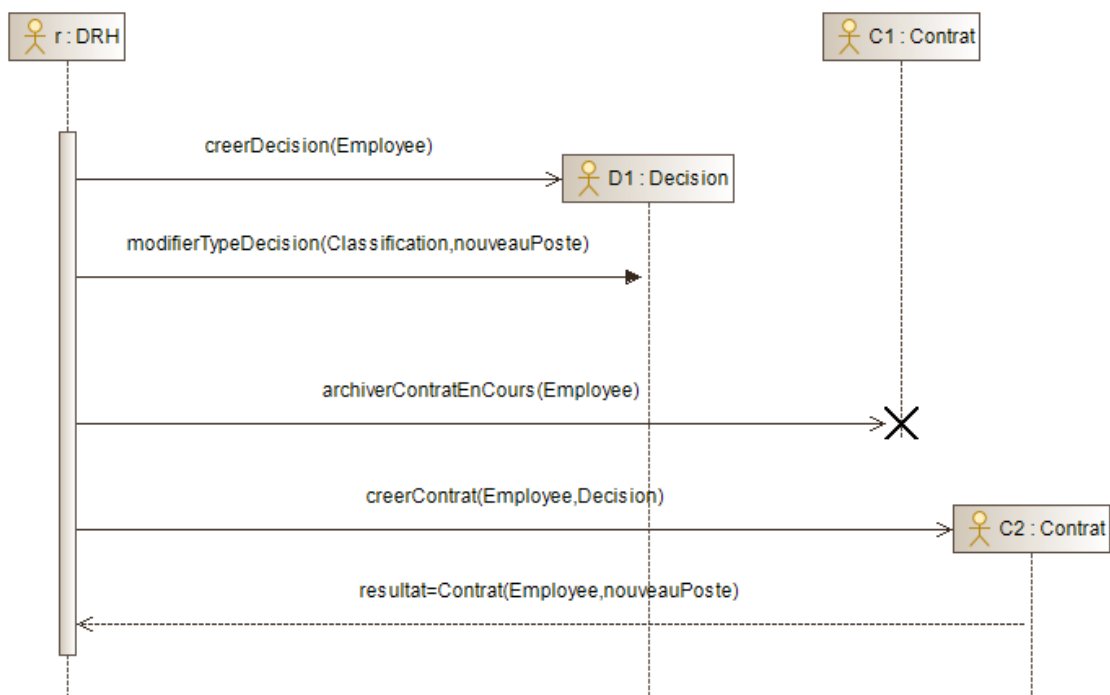 r : DRH
C1 : Contrat
creerDecision(Employee)
D1 : Decision
modifierTypeDecision(Classification,nouveauPoste)
archiverContratEnCours(Employee)
creerContrat(Employee,Decision)
C2 : Contrat
resultat=Contrat(Employee,nouveauPoste)